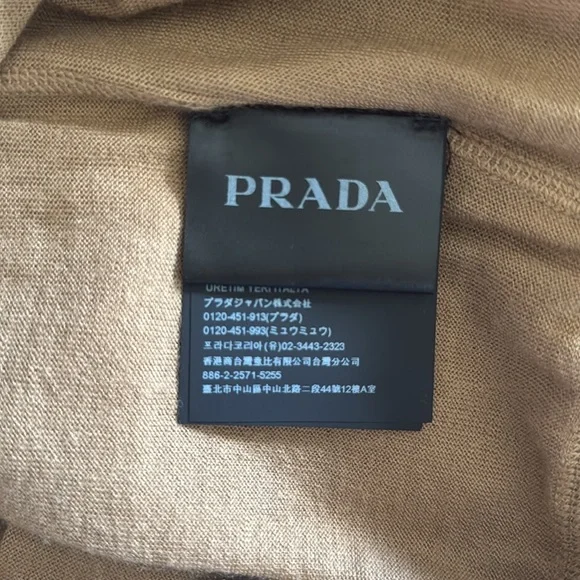 PRADA
ÜRETİM YERİ İTALYA
プラダジャパン株式会社
0120-451-913(プラダ)
0120-451-993(ミュウミュウ)
프라다코리아(유)02-3443-2323
香港商台灣普比有限公司台灣分公司
886-2-2571-5255
臺北市中山區中山北路二段44號12樓A室